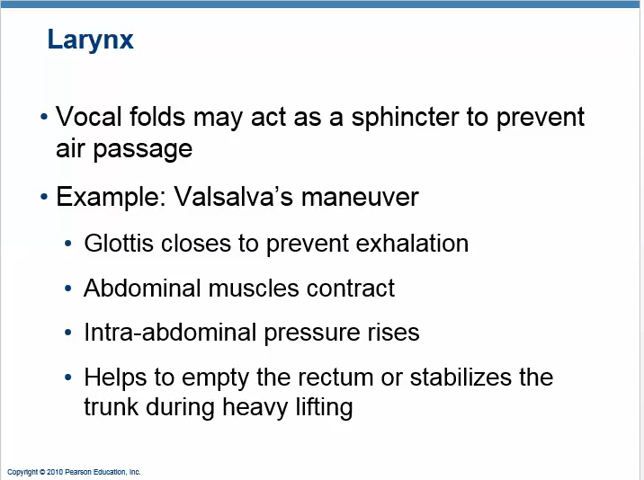 Larynx
• Vocal folds may act as a sphincter to prevent
air passage
• Example: Valsalva's maneuver
• Glottis closes to prevent exhalation
• Abdominal muscles contract
• Intra-abdominal pressure rises
• Helps to empty the rectum or stabilizes the
trunk during heavy lifting
Copyright © 2010 Pearson Education, Inc.